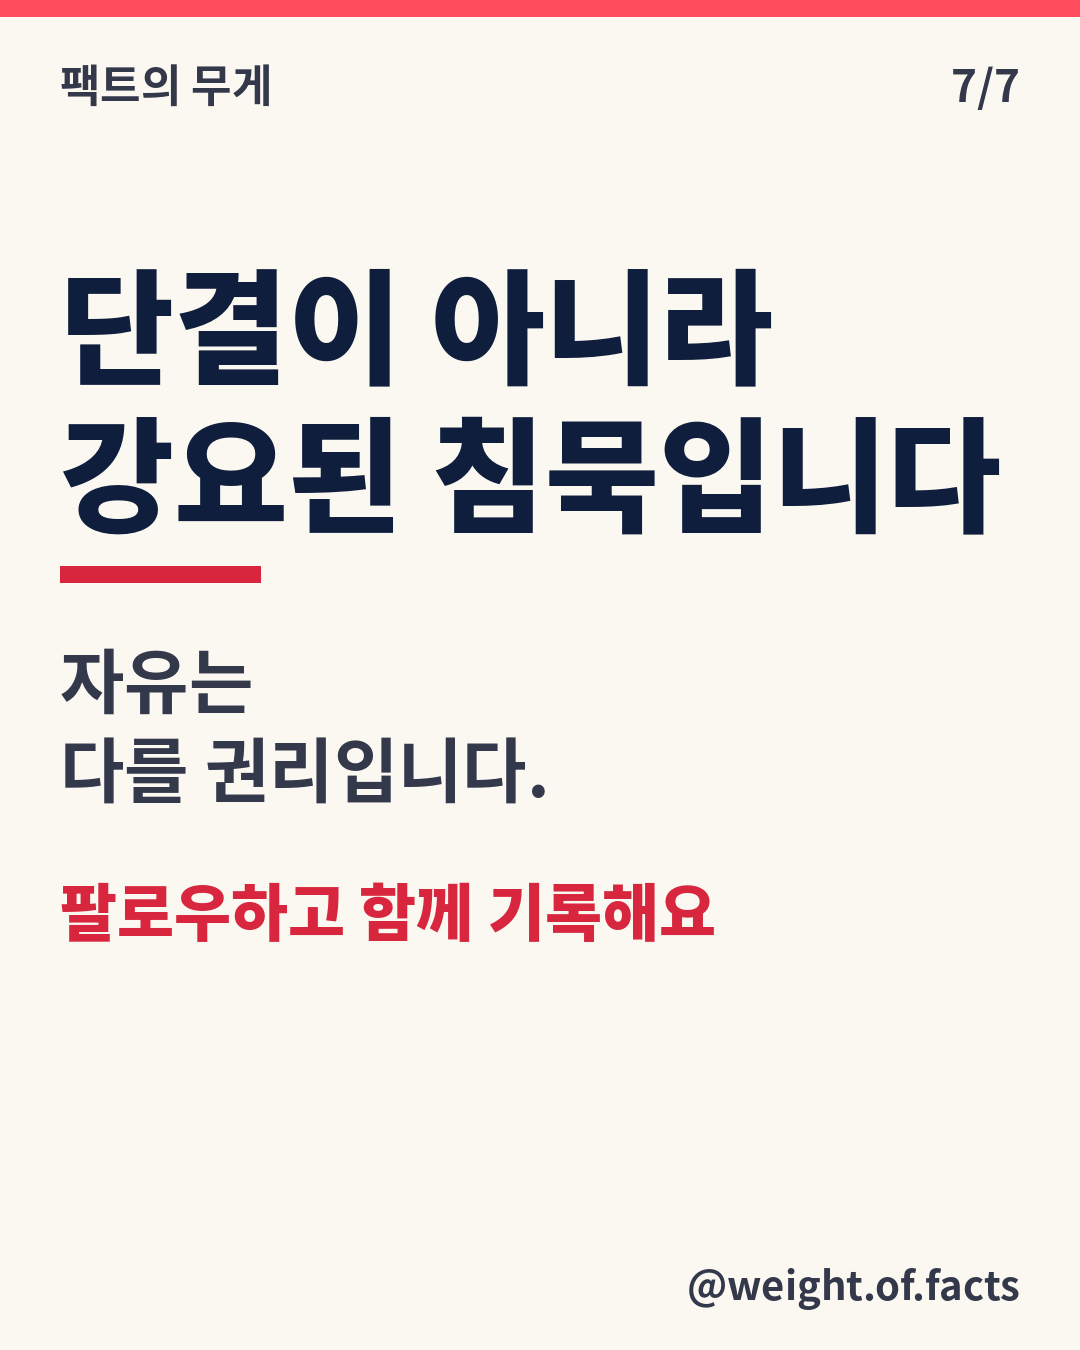 팩트의 무게
7/7
단결이 아니라
강요된 침묵입니다
자유는
다를 권리입니다.
팔로우하고 함께 기록해요
@weight.of.facts